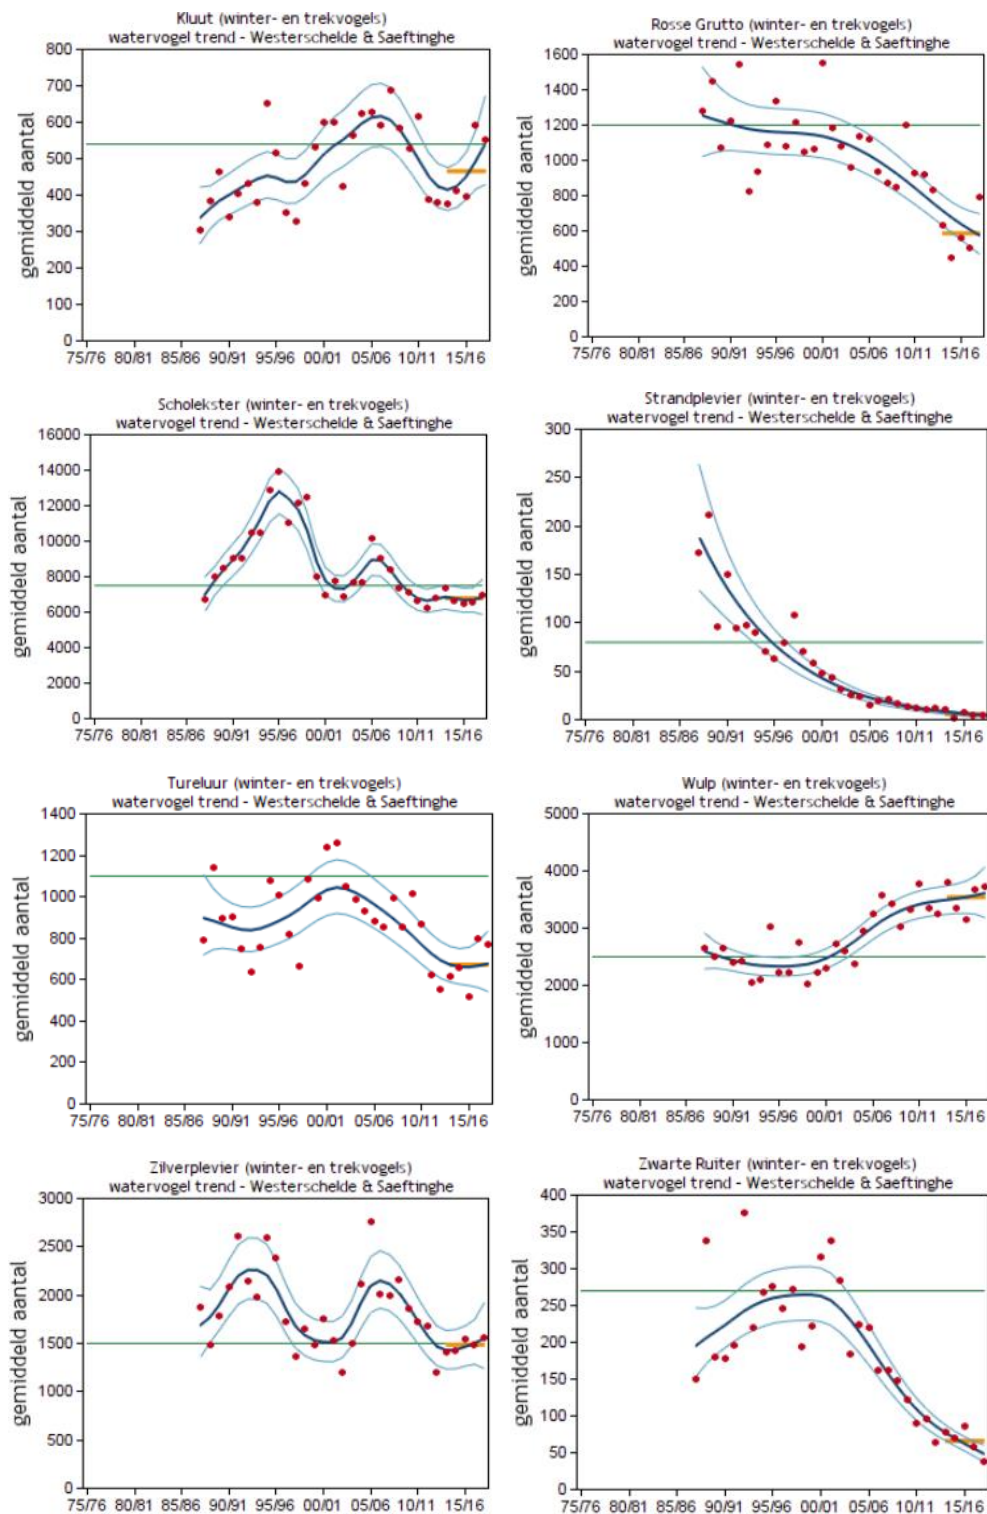 Kluut (winter- en trekvogels)
watervogel trend - Westerschelde & Saeftinghe
gemiddeld aantal
800
700
600
500
400
300
200
100
0
75/76 80/81 85/86 90/91 95/96 00/01 05/06 10/11 15/16
Rosse Grutto (winter- en trekvogels)
watervogel trend - Westerschelde & Saeftinghe
gemiddeld aantal
1600
1400
1200
1000
800
600
400
200
0
75/76 80/81 85/86 90/91 95/96 00/01 05/06 10/11 15/16
Scholekster (winter- en trekvogels)
watervogel trend - Westerschelde & Saeftinghe
gemiddeld aantal
16000
14000
12000
10000
8000
6000
4000
2000
0
75/76 80/81 85/86 90/91 95/96 00/01 05/06 10/11 15/16
Strandplevier (winter- en trekvogels)
watervogel trend - Westerschelde & Saeftinghe
gemiddeld aantal
300
250
200
150
100
50
0
75/76 80/81 85/86 90/91 95/96 00/01 05/06 10/11 15/16
Tureluur (winter- en trekvogels)
watervogel trend - Westerschelde & Saeftinghe
gemiddeld aantal
1400
1200
1000
800
600
400
200
0
75/76 80/81 85/86 90/91 95/96 00/01 05/06 10/11 15/16
Wulp (winter- en trekvogels)
watervogel trend - Westerschelde & Saeftinghe
gemiddeld aantal
5000
4000
3000
2000
1000
0
75/76 80/81 85/86 90/91 95/96 00/01 05/06 10/11 15/16
Zilverplevier (winter- en trekvogels)
watervogel trend - Westerschelde & Saeftinghe
gemiddeld aantal
3000
2500
2000
1500
1000
500
0
75/76 80/81 85/86 90/91 95/96 00/01 05/06 10/11 15/16
Zwarte Ruiter (winter- en trekvogels)
watervogel trend - Westerschelde & Saeftinghe
gemiddeld aantal
400
350
300
250
200
150
100
50
0
75/76 80/81 85/86 90/91 95/96 00/01 05/06 10/11 15/16